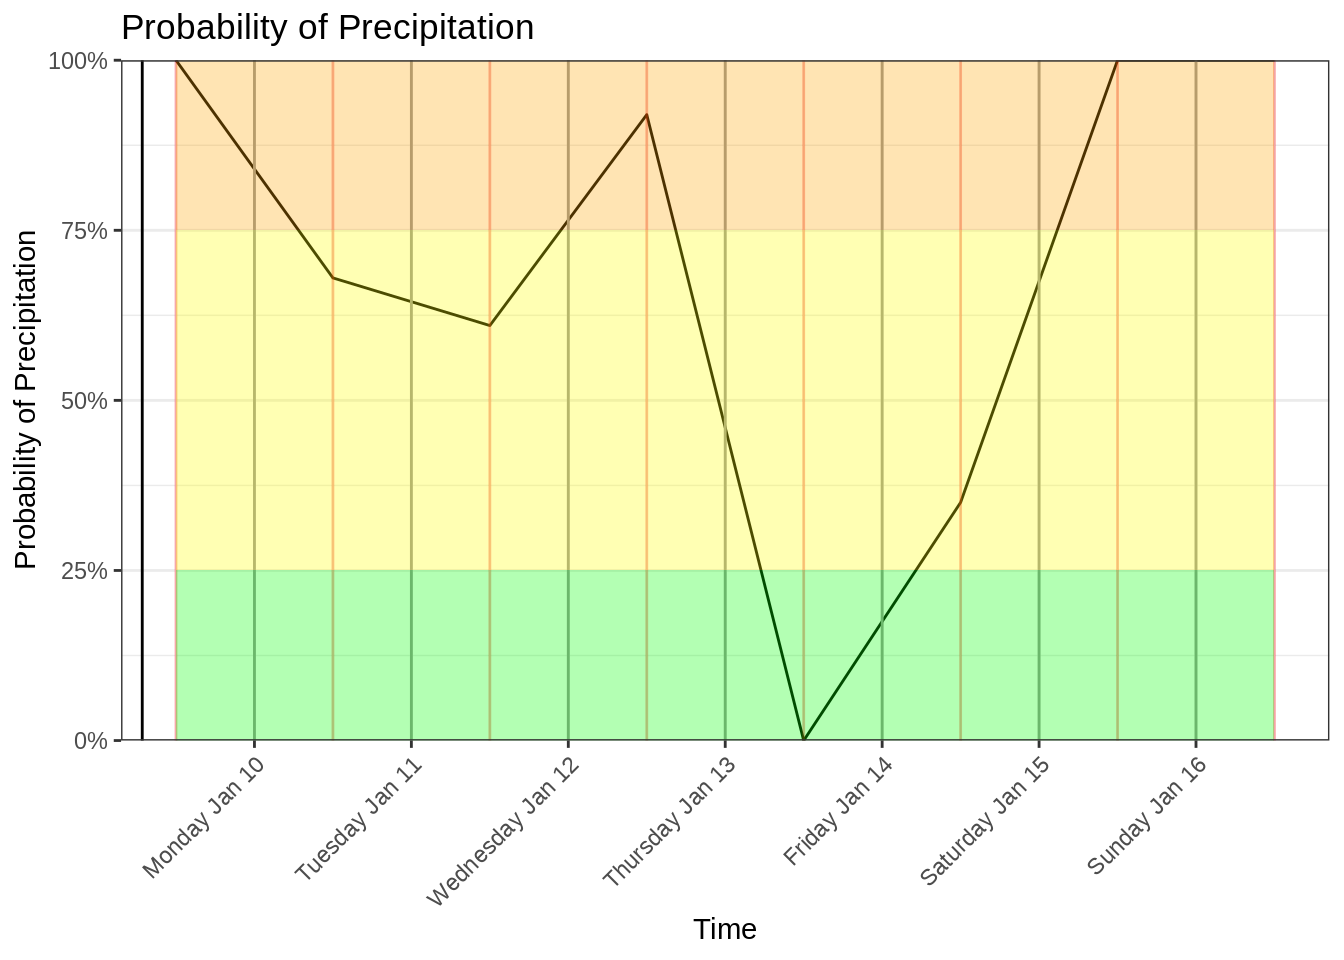 Probability of Precipitation
Probability of Precipitation
100%
75%
50%
25%
0%
Monday Jan 10
Tuesday Jan 11
Wednesday Jan 12
Thursday Jan 13
Friday Jan 14
Saturday Jan 15
Sunday Jan 16
Time